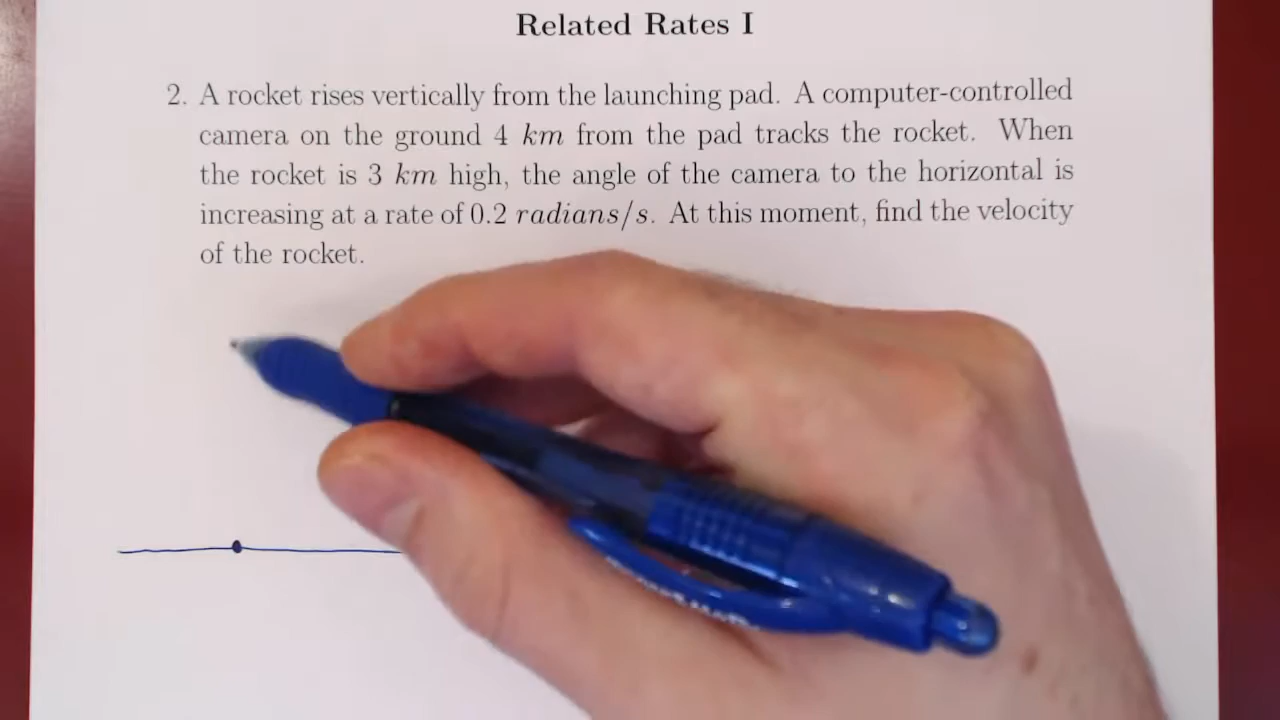 Related Rates I
2. A rocket rises vertically from the launching pad. A computer-controlled
camera on the ground 4 km from the pad tracks the rocket. When
the rocket is 3 km high, the angle of the camera to the horizontal is
increasing at a rate of 0.2 radians/s. At this moment, find the velocity
of the rocket.